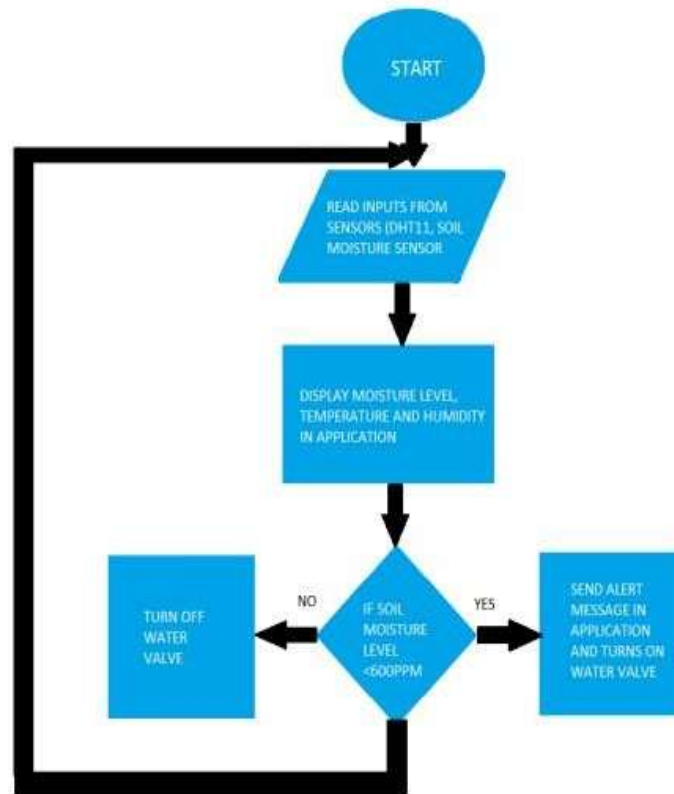 START
READ INPUTS FROM
SENSORS (DHT11, SOIL
MOISTURE SENSOR
DISPLAY MOISTURE LEVEL,
TEMPERATURE AND HUMIDITY
IN APPLICATION
NO
IF SOIL
MOISTURE
LEVEL
<600PPM
YES
TURN OFF
WATER
VALVE
SEND ALERT
MESSAGE IN
APPLICATION
AND TURNS ON
WATER VALVE